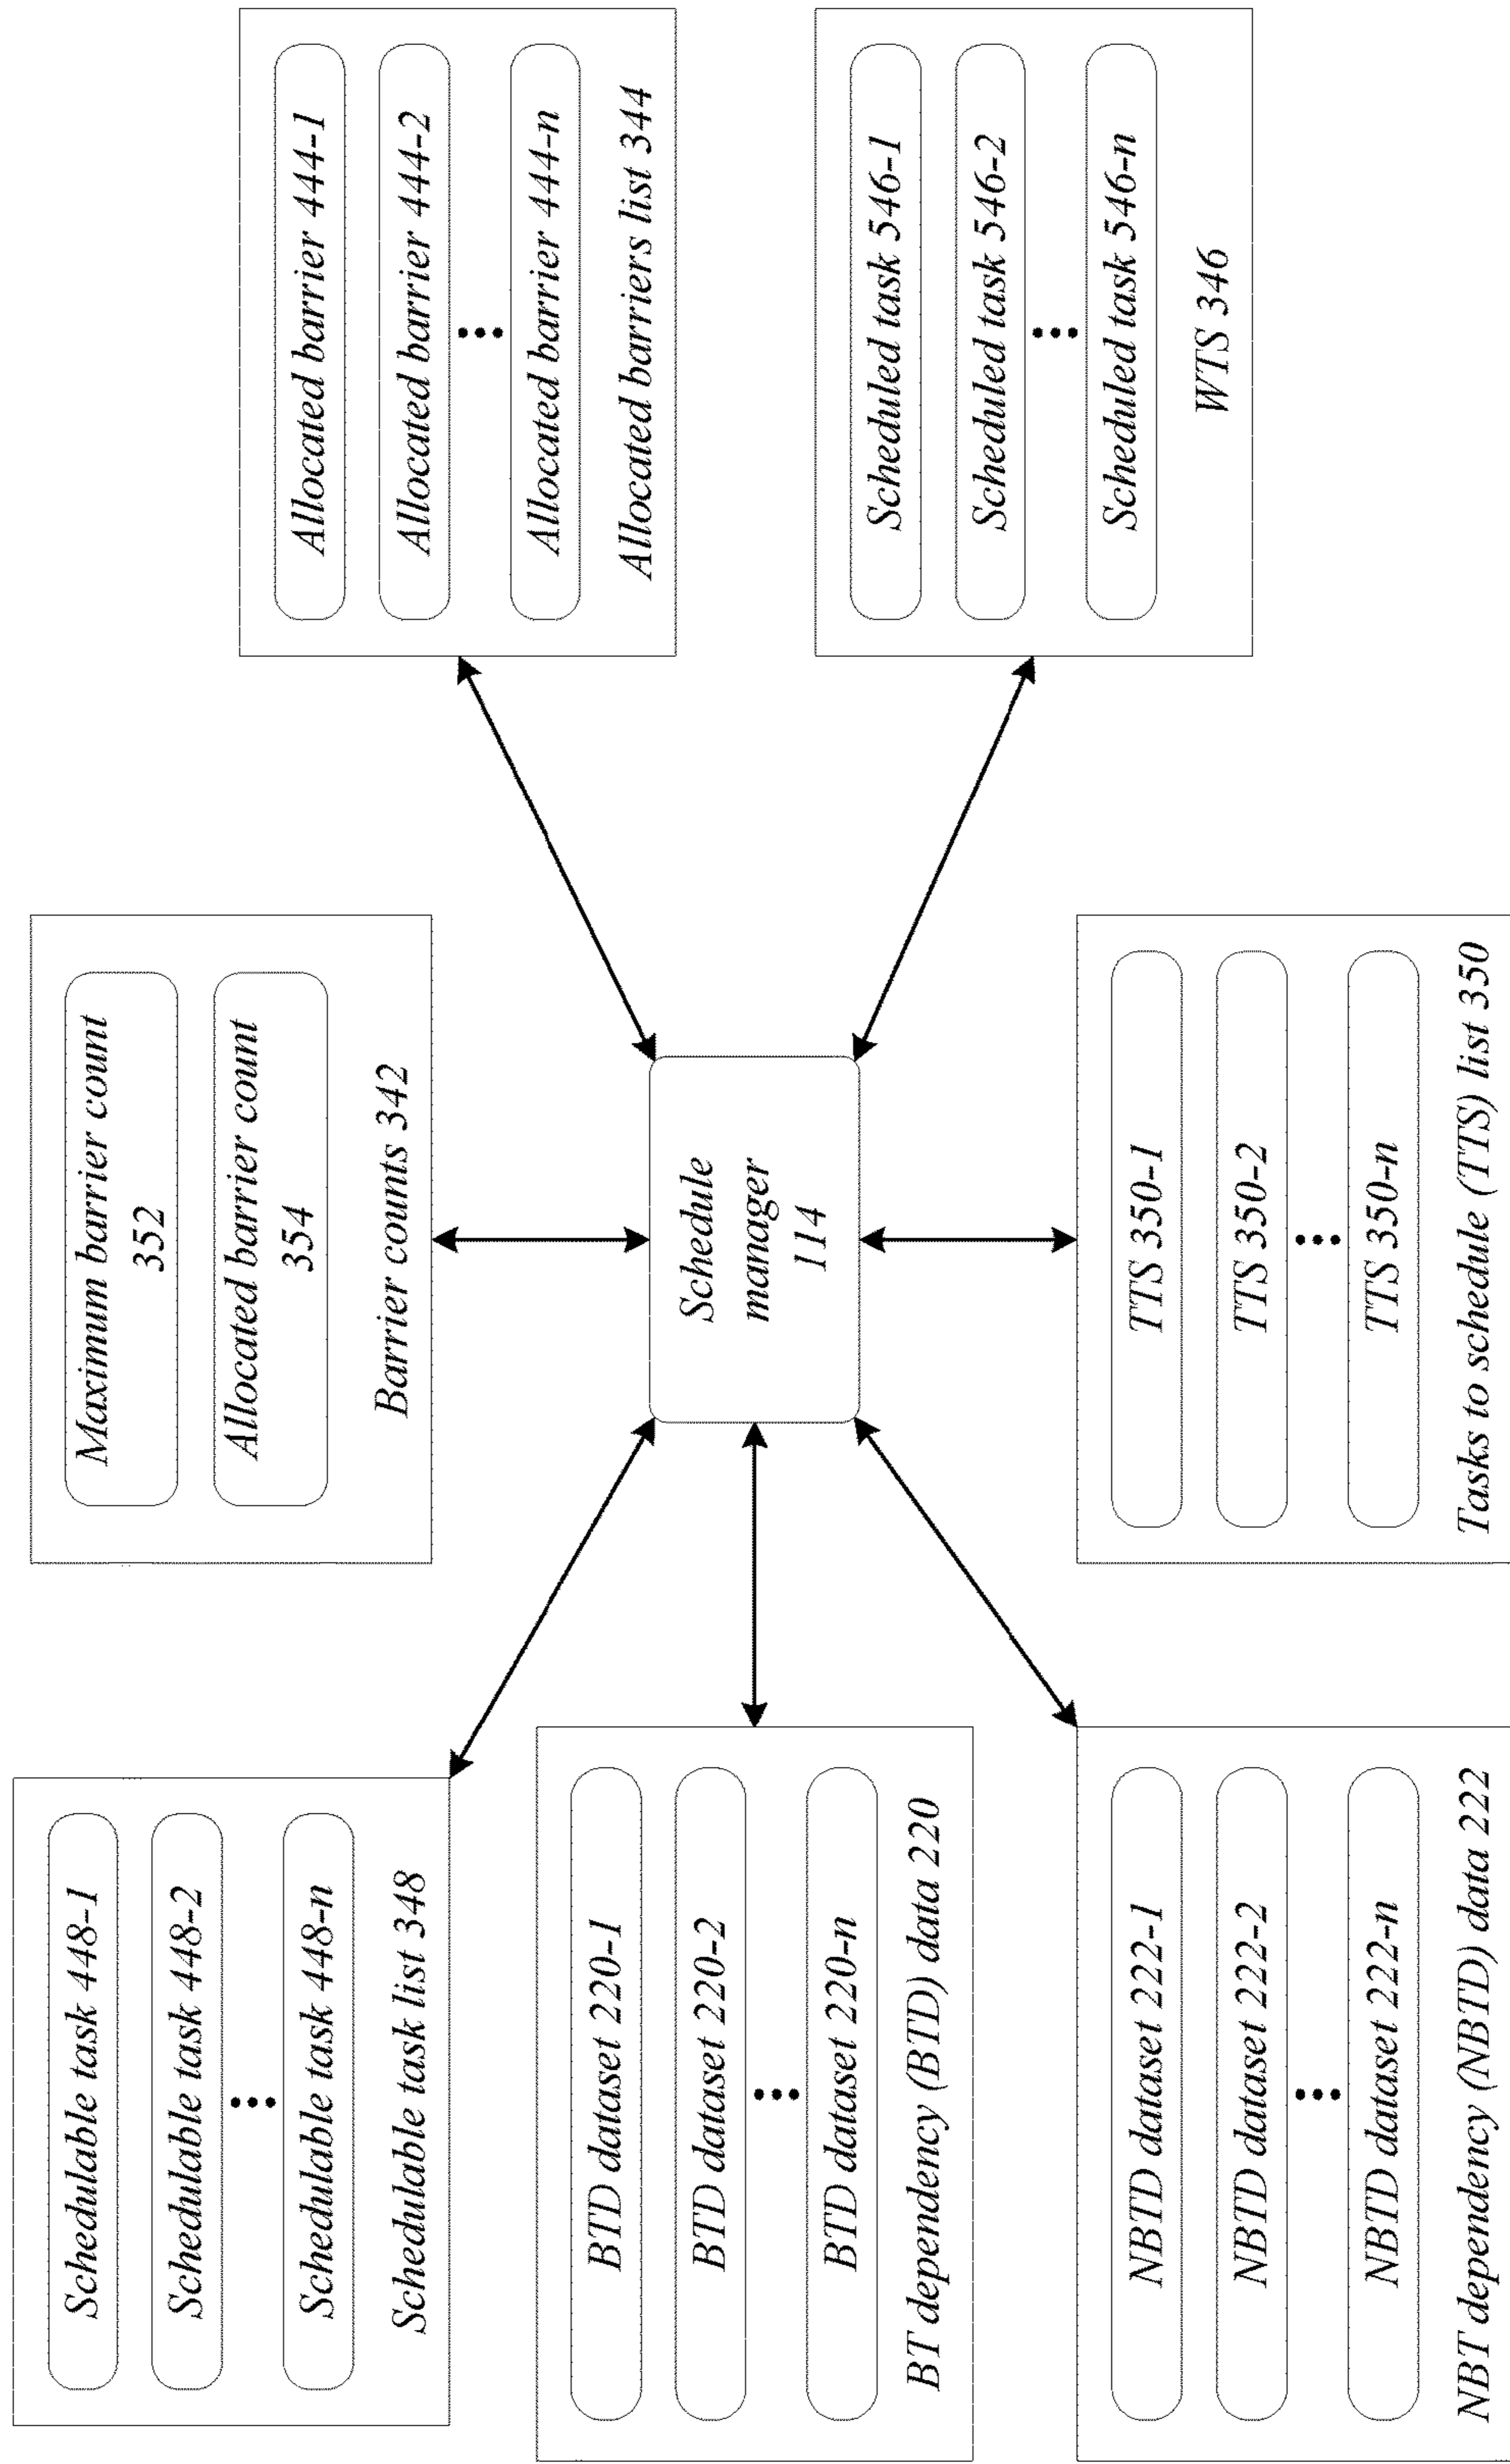 Schedulable task 448-1
Schedulable task 448-2
Schedulable task 448-n
Schedulable task list 348
Maximum barrier count
352
Allocated barrier count
354
Barrier counts 342
Allocated barrier 444-1
Allocated barrier 444-2
Allocated barrier 444-n
Allocated barriers list 344
BTD dataset 220-1
BTD dataset 220-2
BTD dataset 220-n
BT dependency (BTD) data 220
Schedule
manager
114
Scheduled task 546-1
Scheduled task 546-2
Scheduled task 546-n
WTS 346
NBTD dataset 222-1
NBTD dataset 222-2
NBTD dataset 222-n
NBT dependency (NBTD) data 222
TTS 350-1
TTS 350-2
TTS 350-n
Tasks to schedule (TTS) list 350